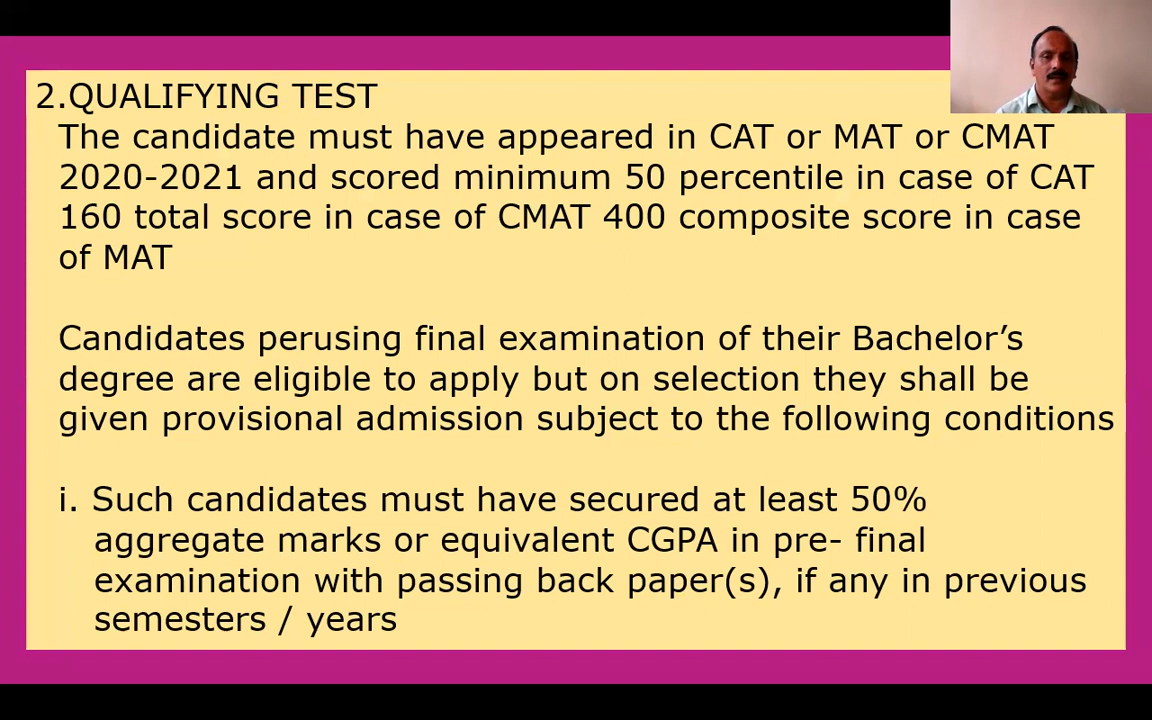 2.QUALIFYING TEST
The candidate must have appeared in CAT or MAT or CMAT
2020-2021 and scored minimum 50 percentile in case of CAT
160 total score in case of CMAT 400 composite score in case
of MAT
Candidates perusing final examination of their Bachelor’s
degree are eligible to apply but on selection they shall be
given provisional admission subject to the following conditions
i. Such candidates must have secured at least 50%
aggregate marks or equivalent CGPA in pre- final
examination with passing back paper(s), if any in previous
semesters / years